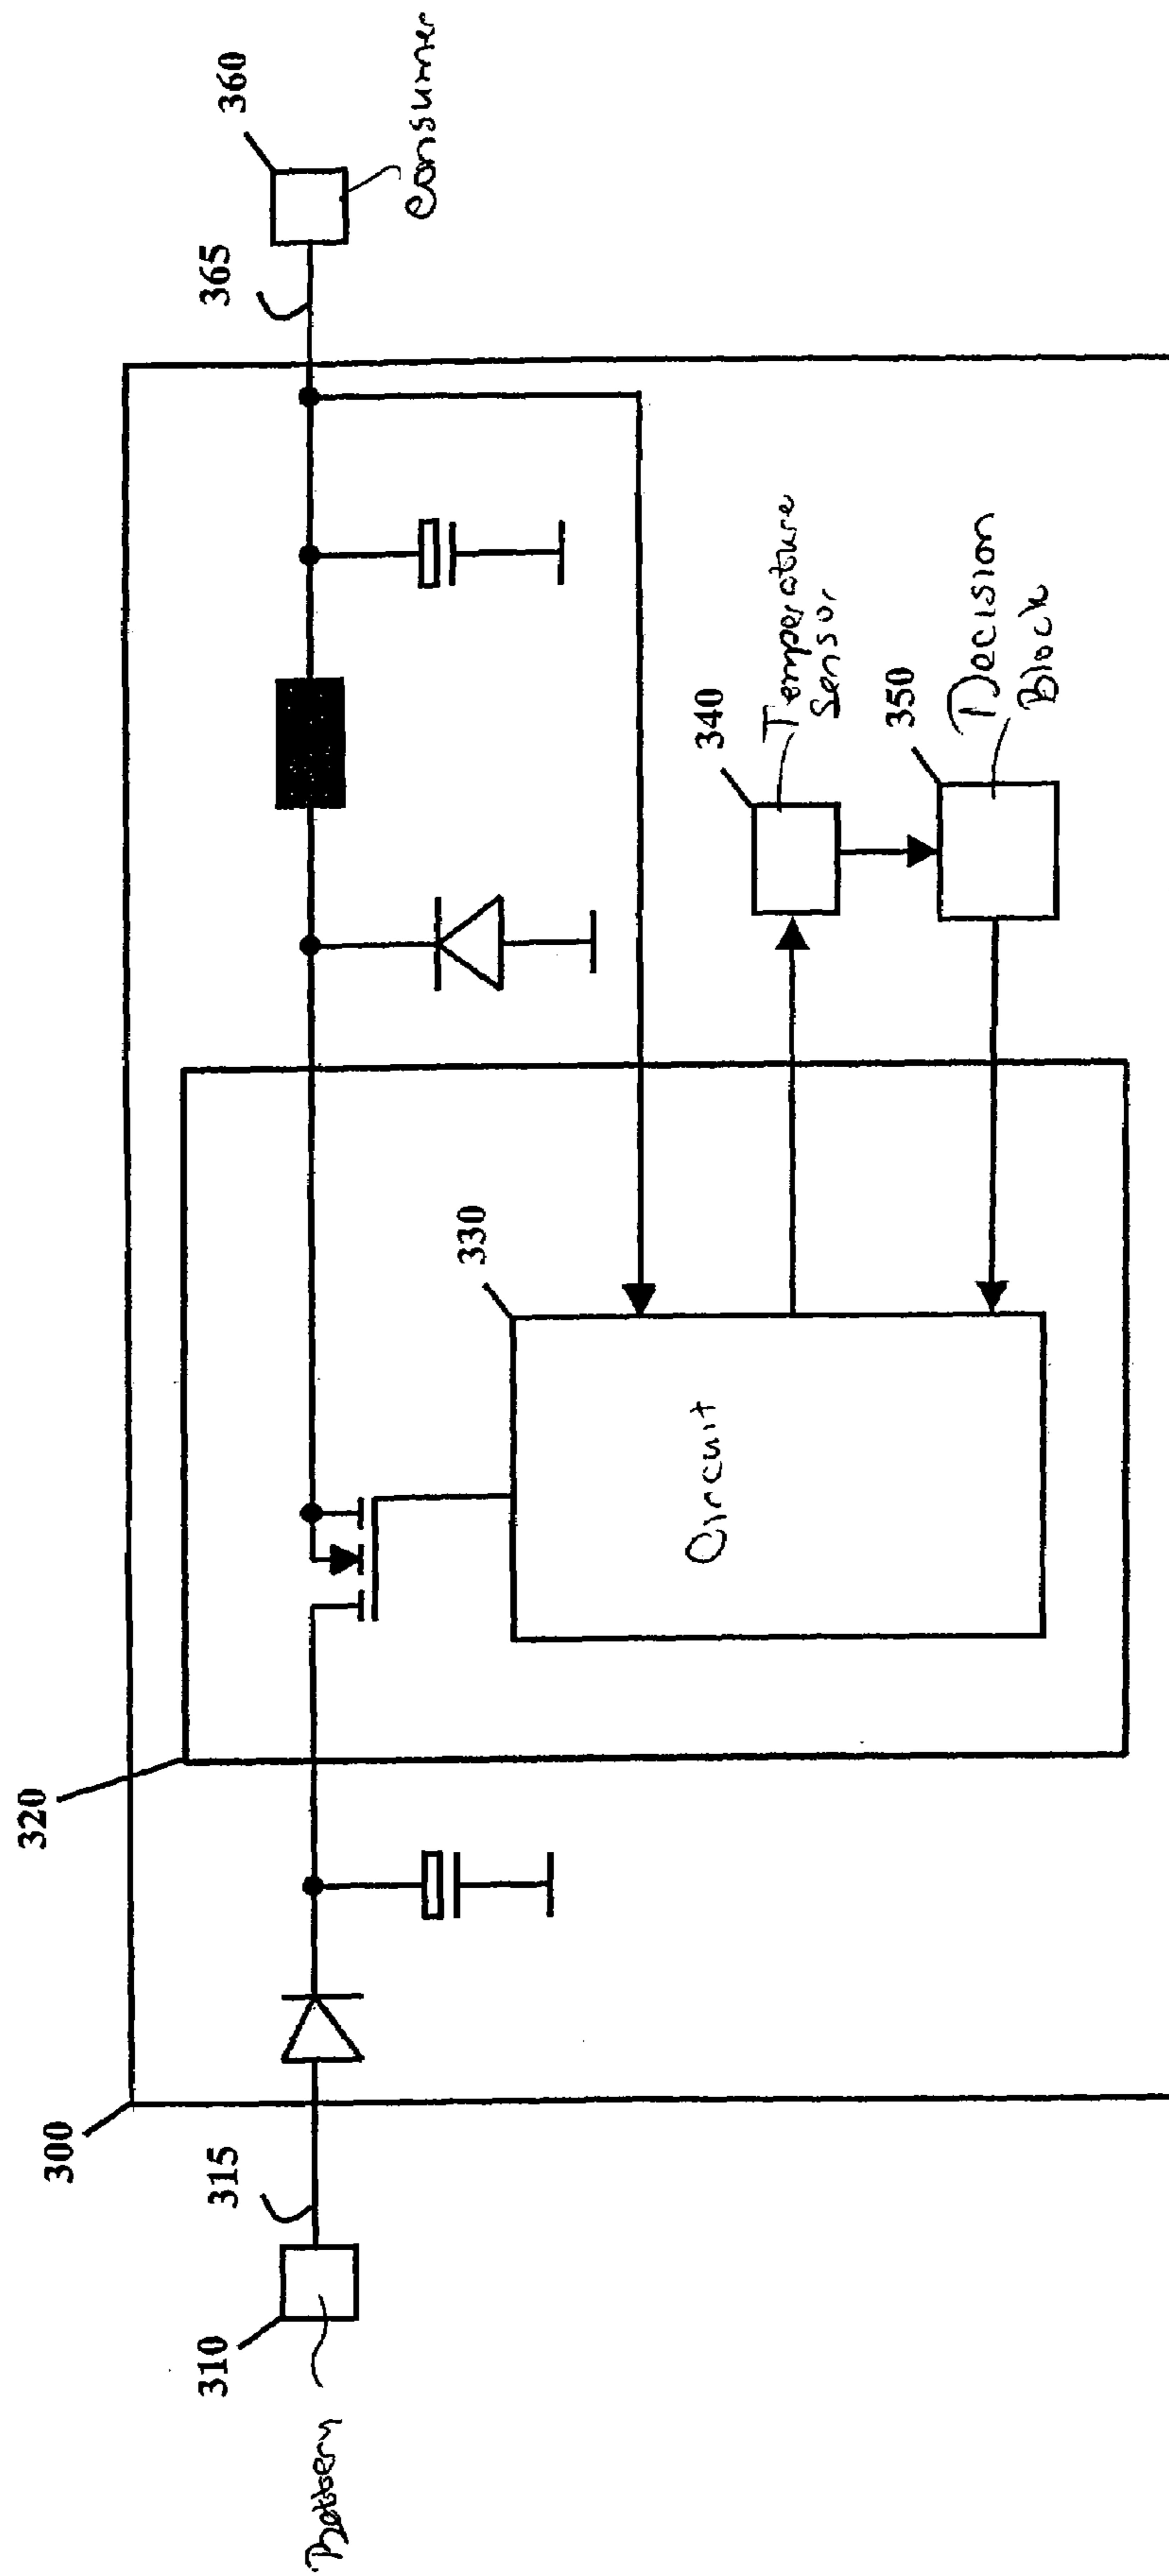 360
Consumer
365
340
Temperature
Sensor
350
Decision
Block
330
Circuit
320
300
315
310
Battery